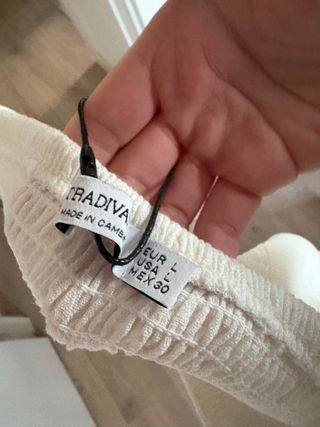 TRADIVA
MADE IN CAMB
EUR L
USA L
MEX 30